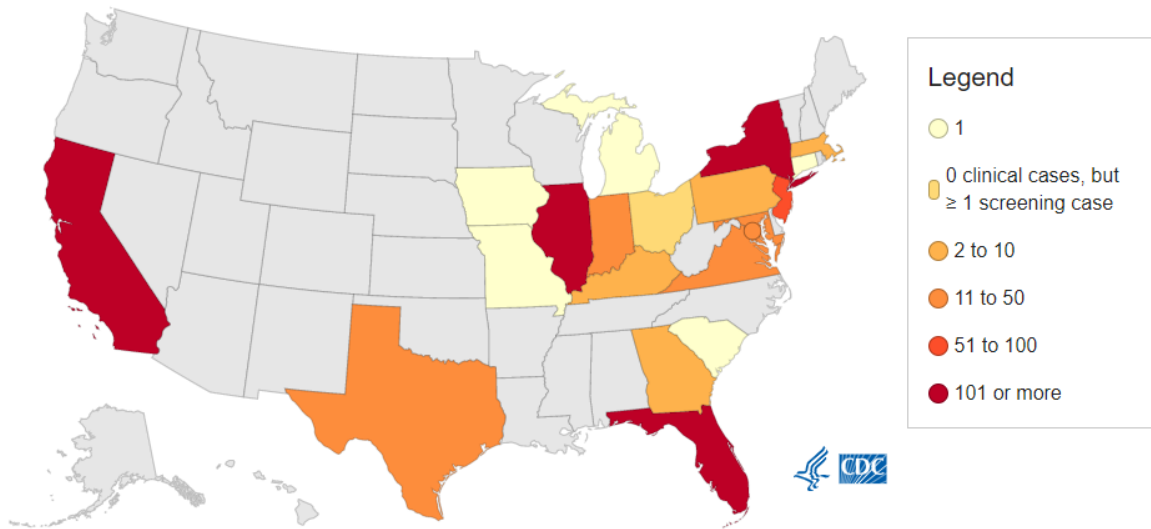 Legend
1
0 clinical cases, but
≥ 1 screening case
2 to 10
11 to 50
51 to 100
101 or more
CDC